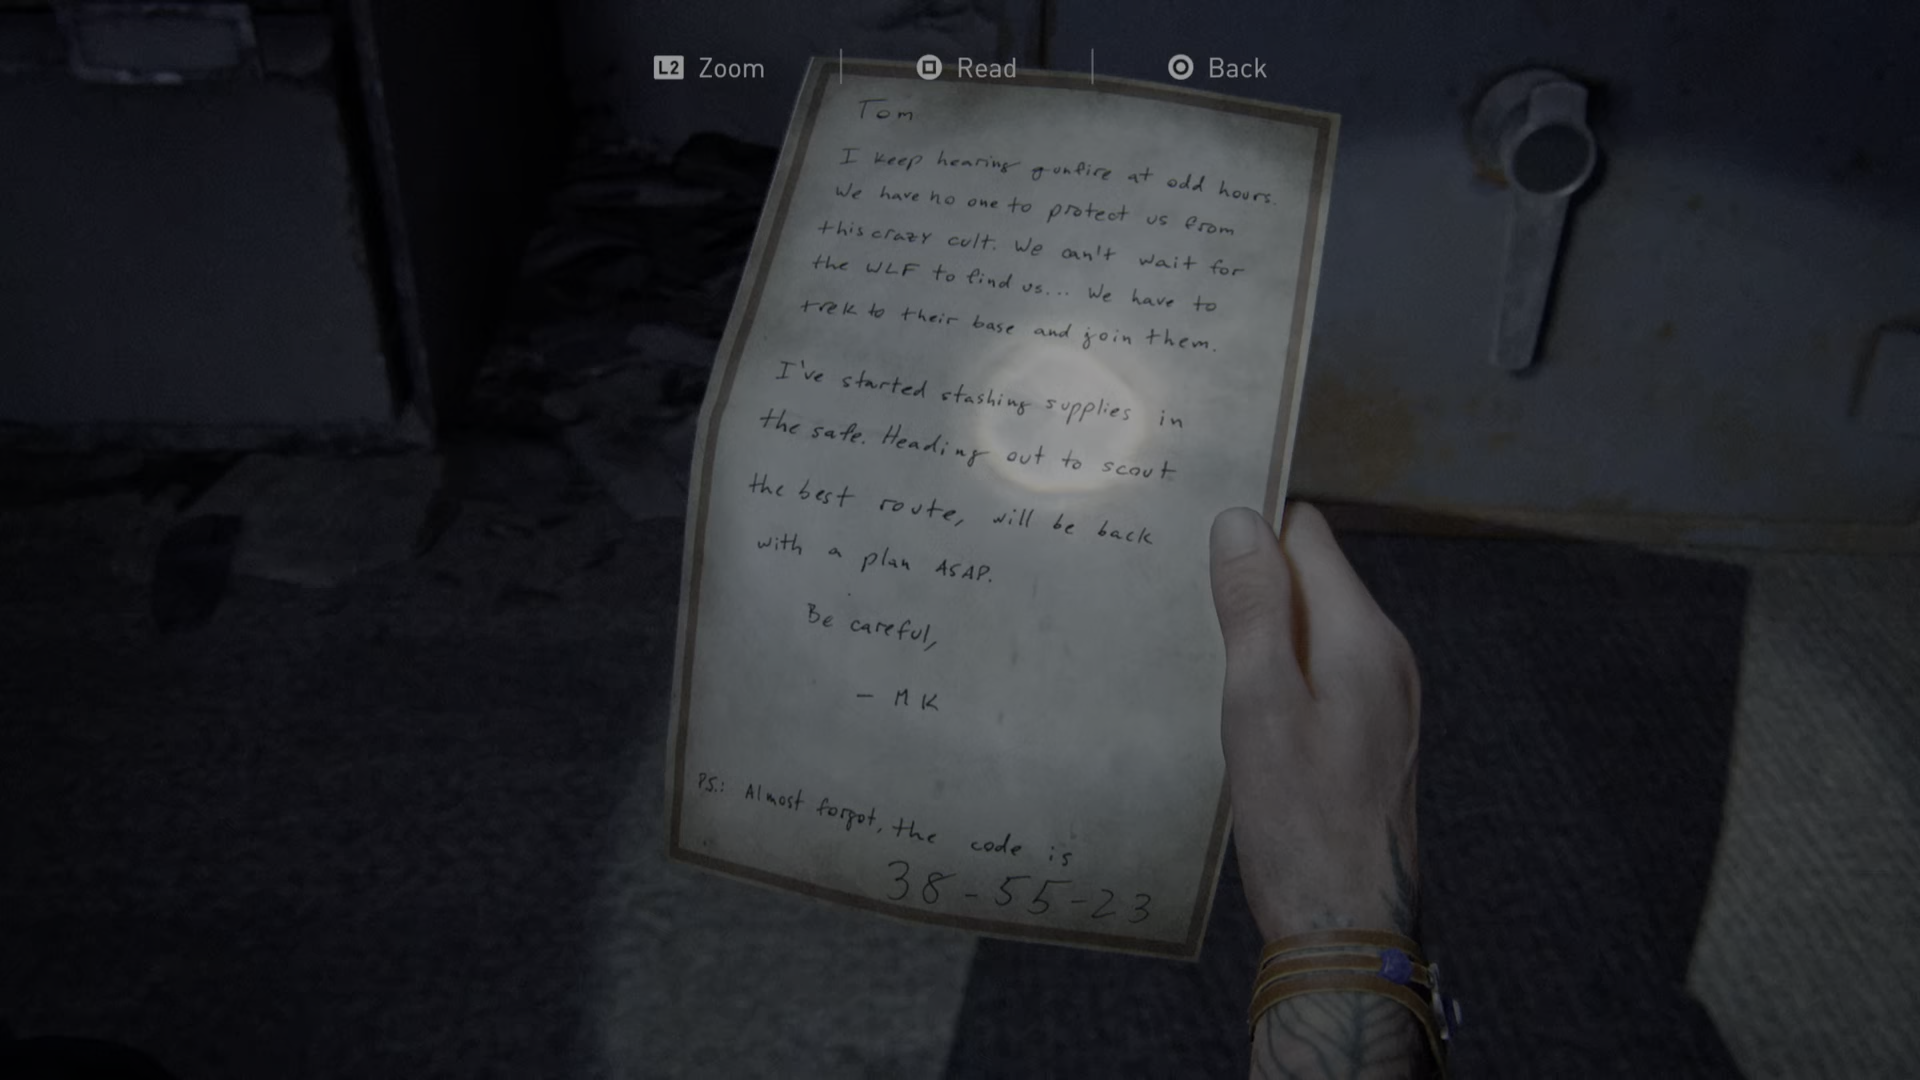 L2 Zoom Read Back
Tom
I keep hearing gunfire at odd hours.
We have no one to protect us from
this crazy cult. We can't wait for
the WLF to find us... We have to
trek to their base and join them.
I've started stashing supplies in
the safe. Heading out to scout
the best route, will be back
with a plan ASAP.
Be careful,
- MK
PS.: Almost forgot, the code is
38-55-23